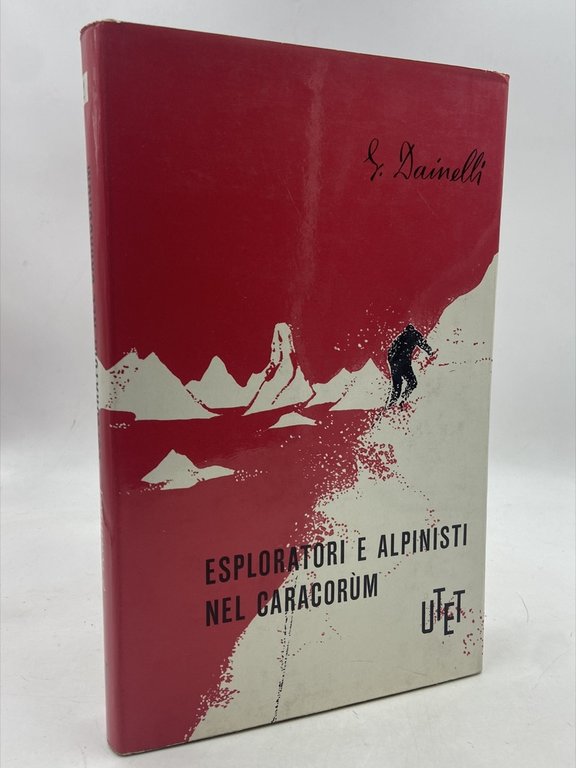 G. Dainelli
ESPLORATORI E ALPINISTI
NEL CARACORÙM
UTET